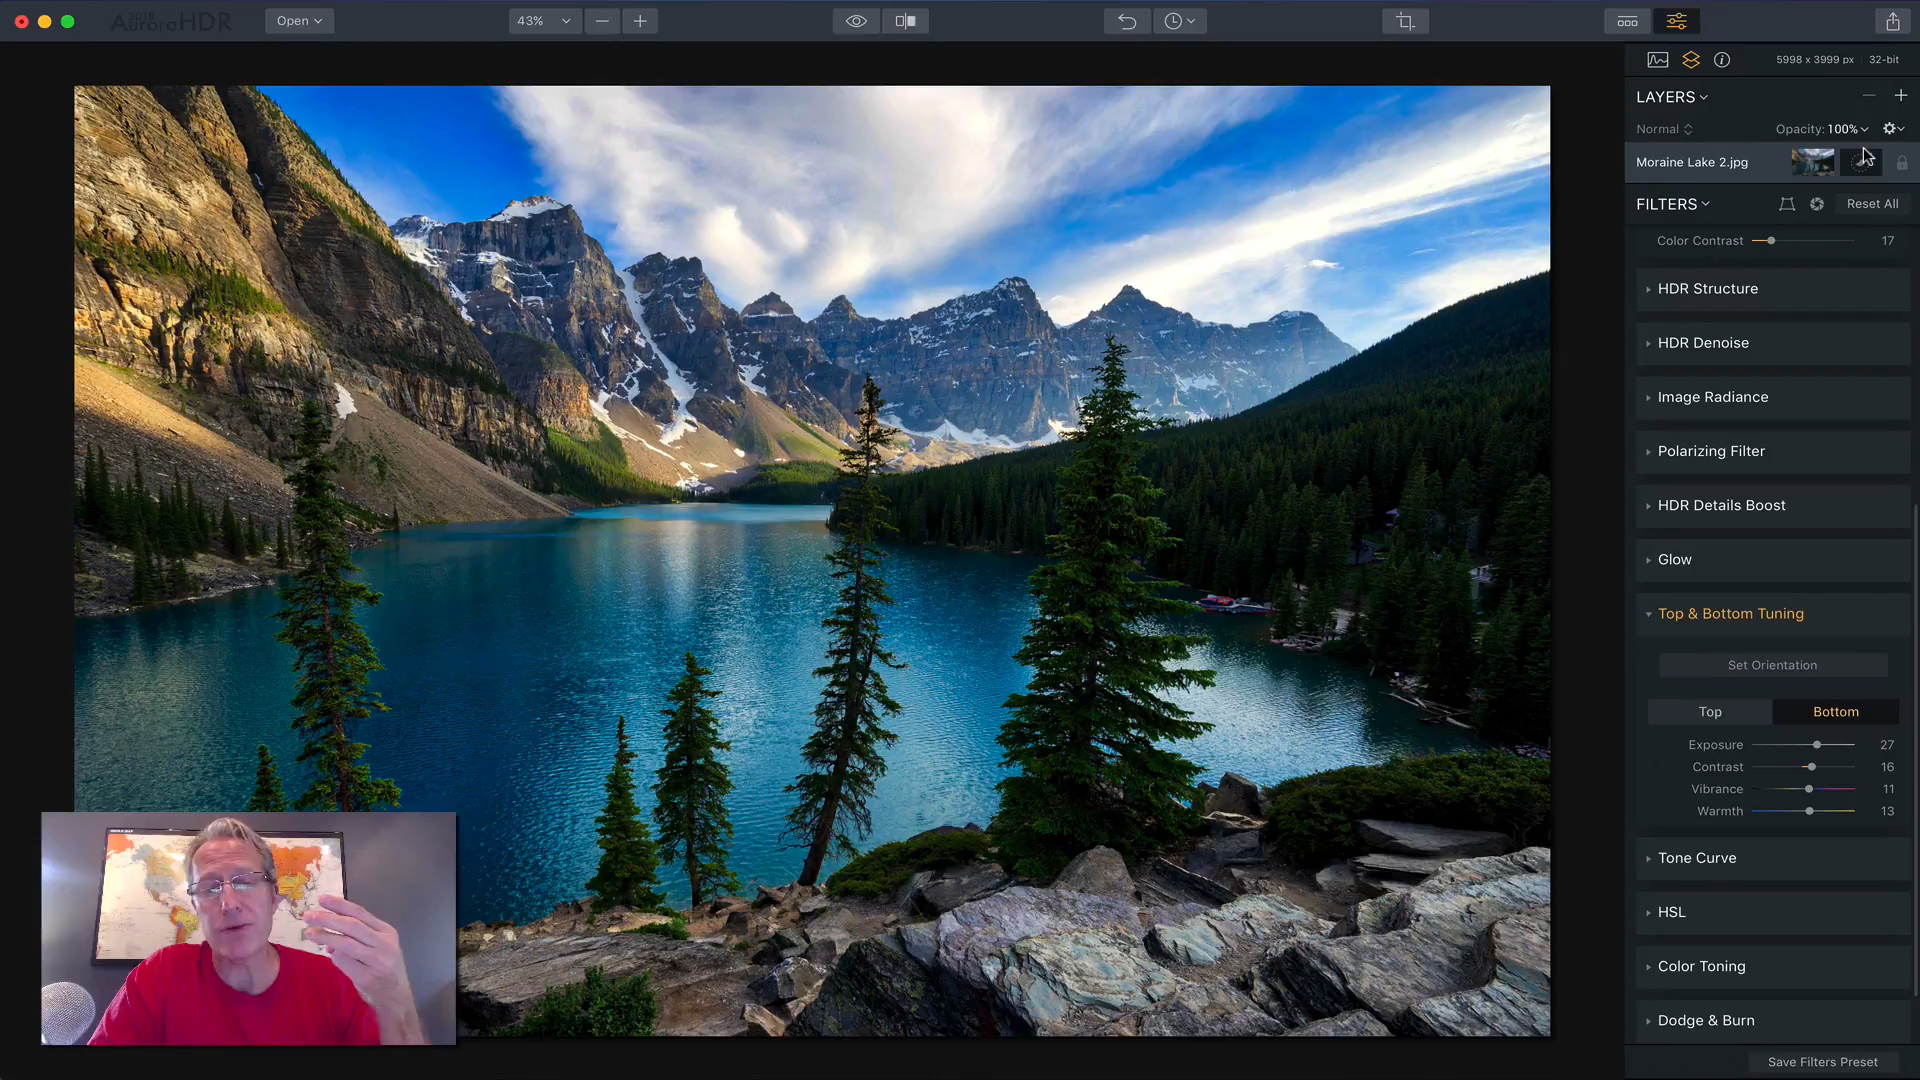 2018
AuroraHDR
Open
43%
5998 x 3999 px
32-bit
LAYERS
Normal
Opacity: 100%
Moraine Lake 2.jpg
FILTERS
Reset All
Color Contrast 17
HDR Structure
HDR Denoise
Image Radiance
Polarizing Filter
HDR Details Boost
Glow
Top & Bottom Tuning
Set Orientation
Top
Bottom
Exposure 27
Contrast 16
Vibrance 11
Warmth 13
Tone Curve
HSL
Color Toning
Dodge & Burn
Save Filters Preset